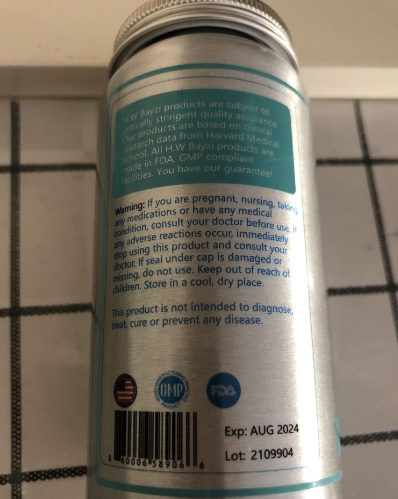 H.W Bayzi products are subject to
critically stringent quality assurance.
Our products are based on clinical
research data from Harvard Medical
School. All H.W Bayzi products are
made in FDA, GMP compliant
facilities. You have our guarantee!
Warning: If you are pregnant, nursing, taking
any medications or have any medical
condition, consult your doctor before use. If
any adverse reactions occur, immediately
stop using this product and consult your
doctor. If seal under cap is damaged or
missing, do not use. Keep out of reach of
children. Store in a cool, dry place.
This product is not intended to diagnose,
treat, cure or prevent any disease.
GMP
FDA
Exp: AUG 2024
Lot: 2109904
8 60006 58906 6